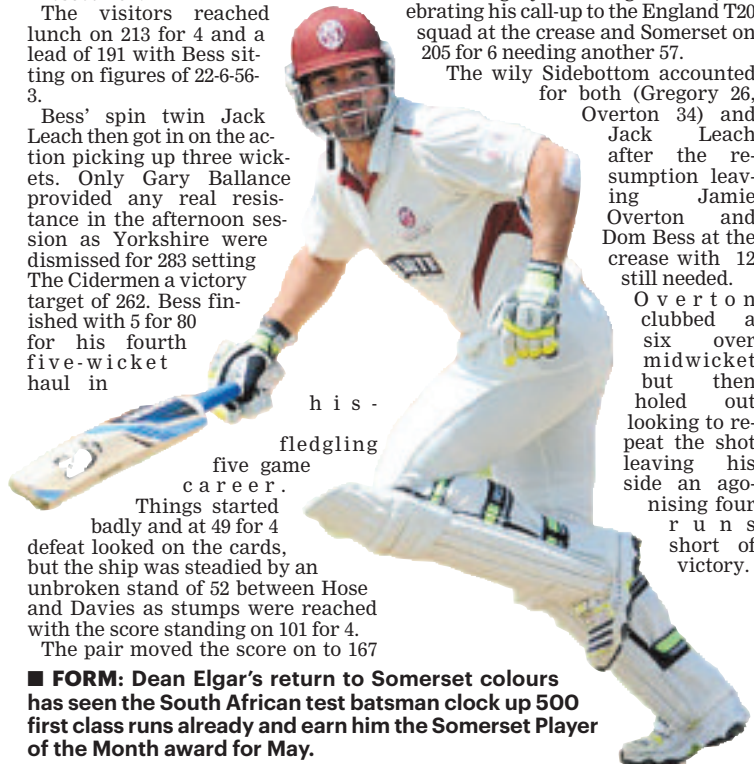 The visitors reached
lunch on 213 for 4 and a
lead of 191 with Bess sit-
ting on figures of 22-6-56-
3.
Bess' spin twin Jack
Leach then got in on the ac-
tion picking up three wick-
ets. Only Gary Ballance
provided any real resis-
tance in the afternoon ses-
sion as Yorkshire were
dismissed for 283 setting
The Cidermen a victory
target of 262. Bess fin-
ished with 5 for 80
for his fourth
five-wicket
haul in
his-
fledgling
five game
career.
Things started
badly and at 49 for 4
defeat looked on the cards,
but the ship was steadied by an
unbroken stand of 52 between Hose
and Davies as stumps were reached
with the score standing on 101 for 4.
The pair moved the score on to 167
ebrating his call-up to the England T20
squad at the crease and Somerset on
205 for 6 needing another 57.
The wily Sidebottom accounted
for both (Gregory 26,
Overton 34) and
Jack Leach
after the re-
sumption leav-
ing Jamie
Overton and
Dom Bess at the
crease with 12
still needed.
Overton
clubbed a
six over
midwicket
but then
holed out
looking to re-
peat the shot
leaving his
side an ago-
nising four
runs
short of
victory.
■ FORM: Dean Elgar's return to Somerset colours
has seen the South African test batsman clock up 500
first class runs already and earn him the Somerset Player
of the Month award for May.